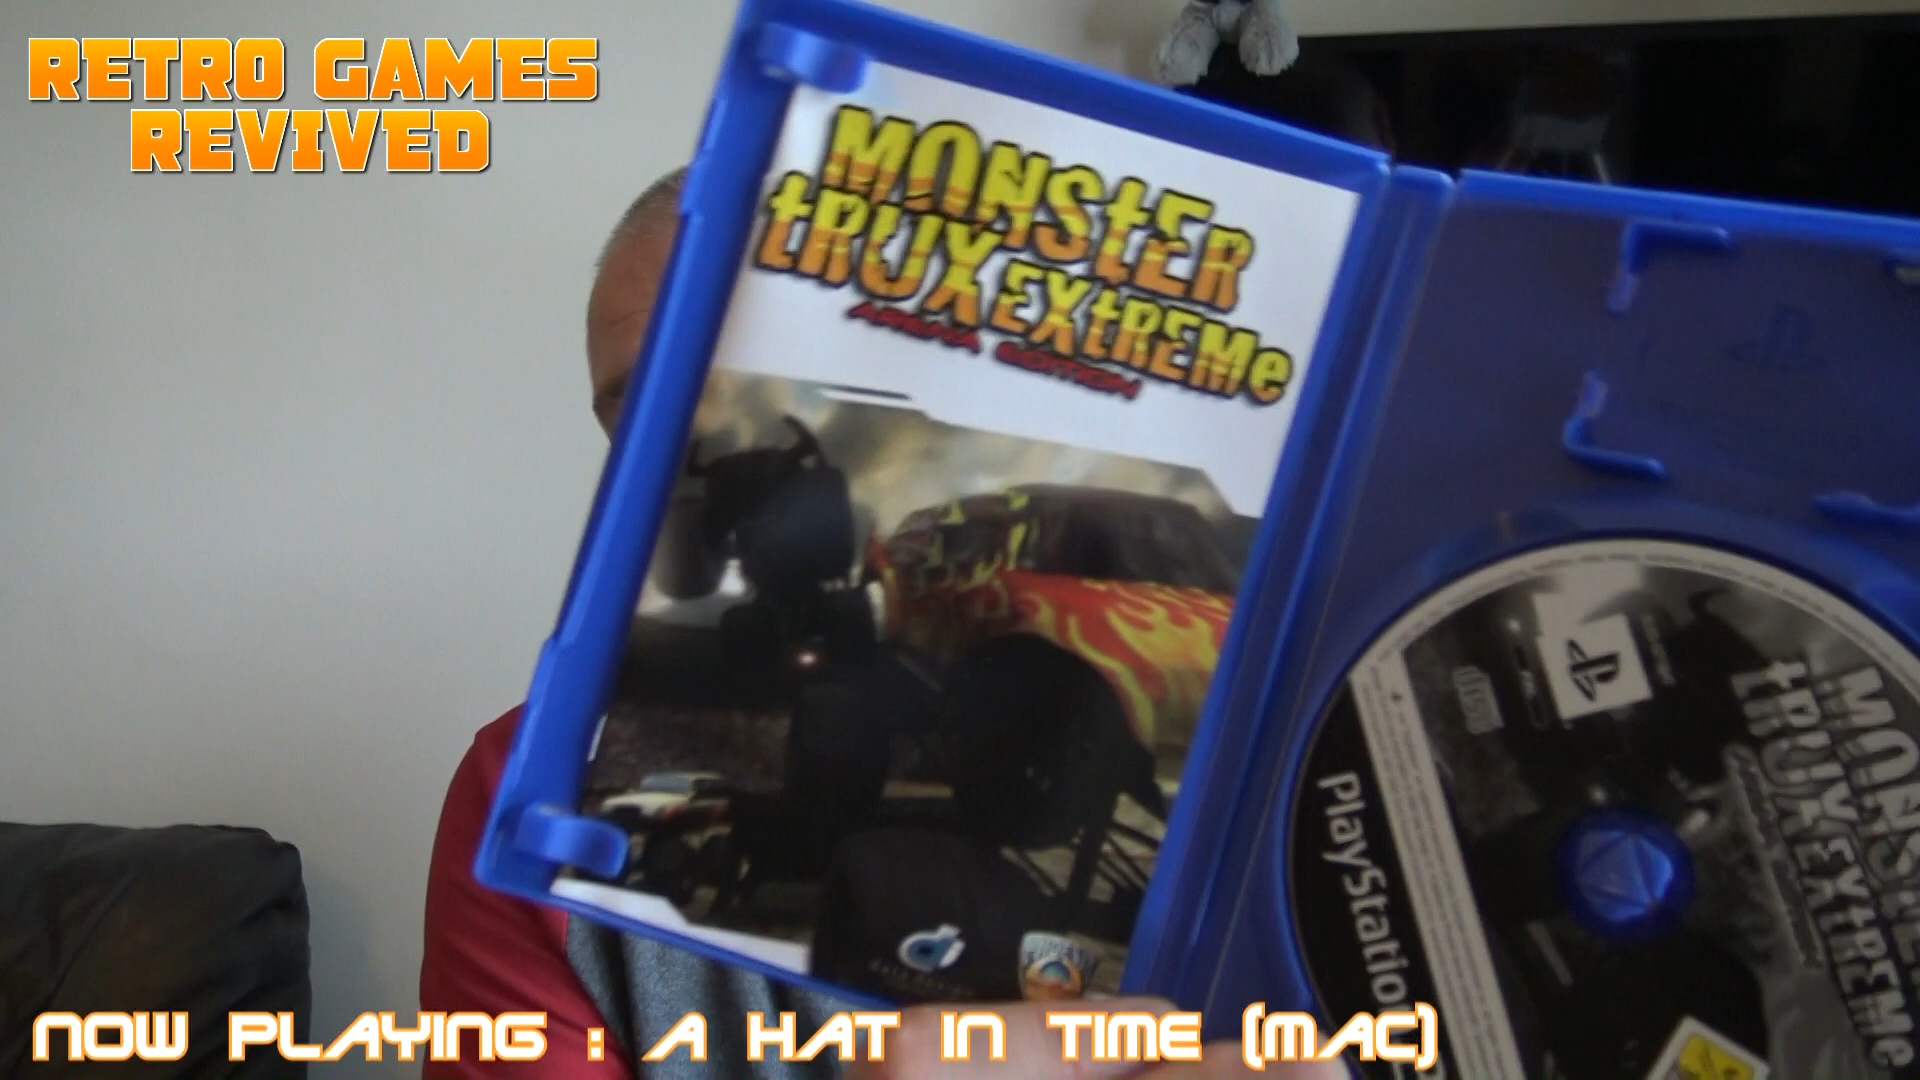 RETRO GAMES
REVIVED
MONStER
tRUX EXtREMe
ARENA EDITION
MONSTER
tRUX EXtREMe
PlayStation
NOW PLAYING : A HAT IN TIME (MAC)